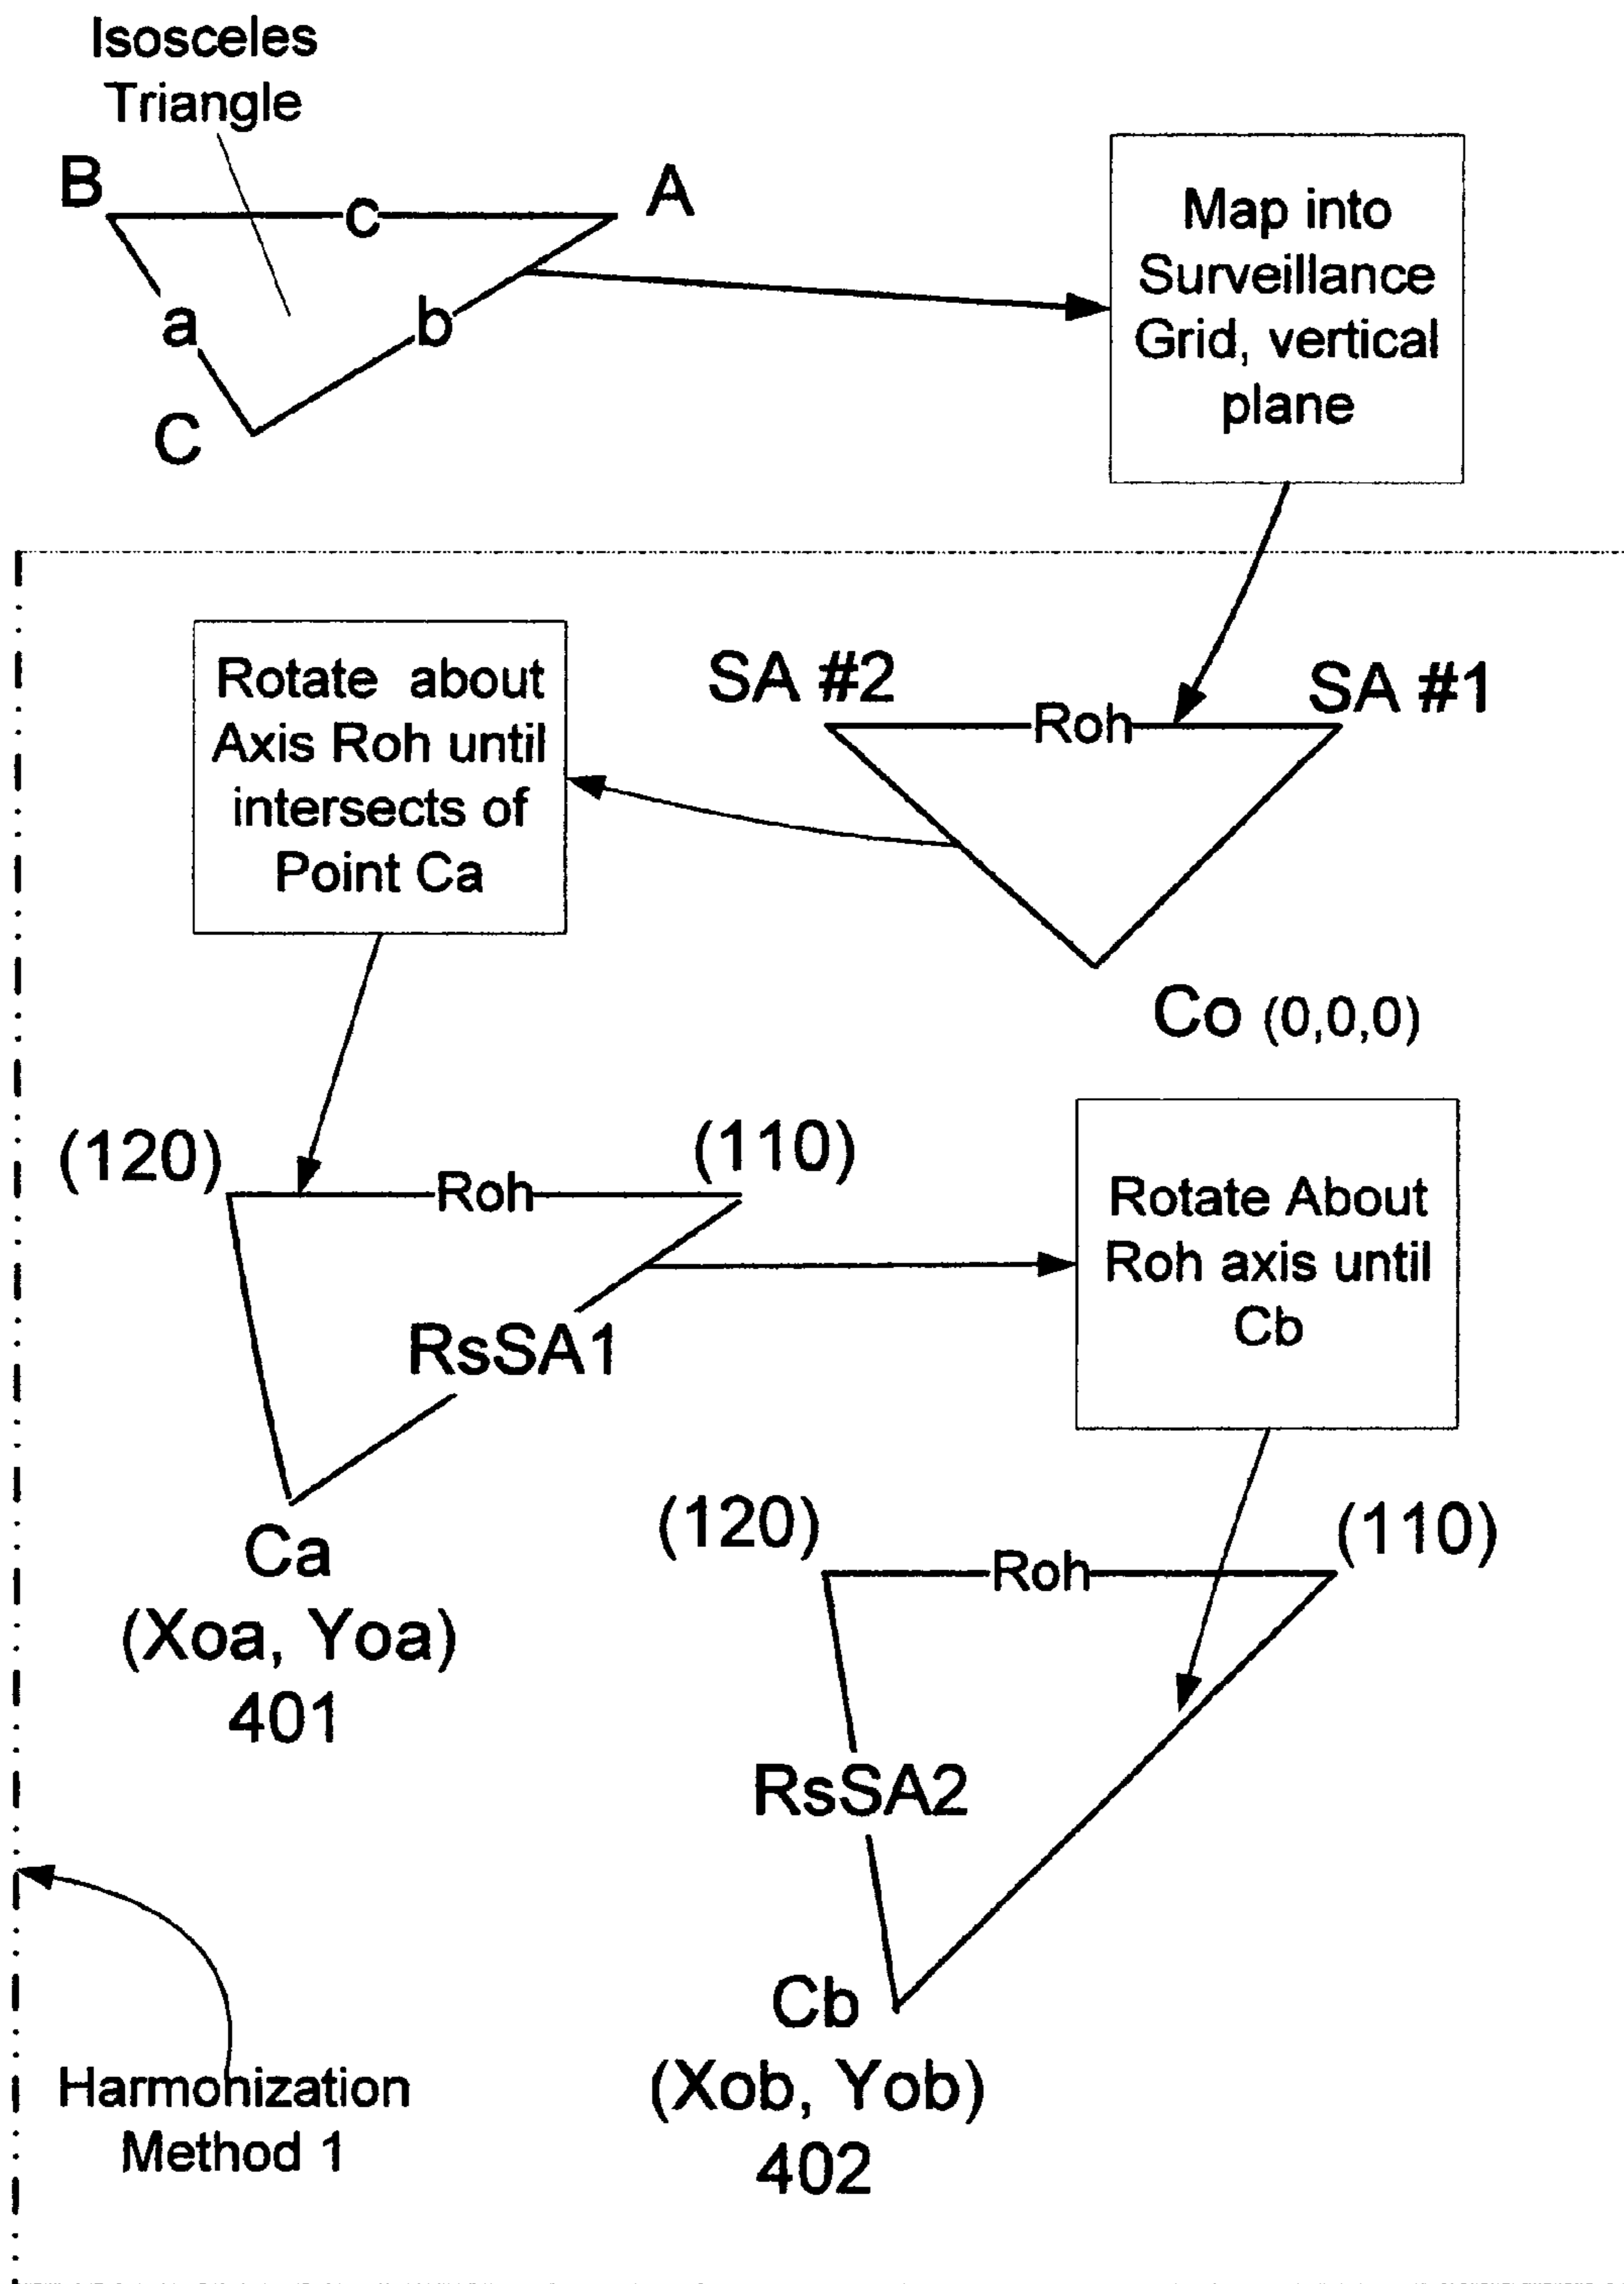 Isosceles
Triangle
B
c
A
a
b
C
Map into
Surveillance
Grid, vertical
plane
Rotate about
Axis Roh until
intersects of
Point Ca
SA #2
Roh
SA #1
Co (0,0,0)
(120)
Roh
(110)
RsSA1
Ca
(Xoa, Yoa)
401
Rotate About
Roh axis until
Cb
(120)
Roh
(110)
RsSA2
Cb
(Xob, Yob)
402
Harmonization
Method 1